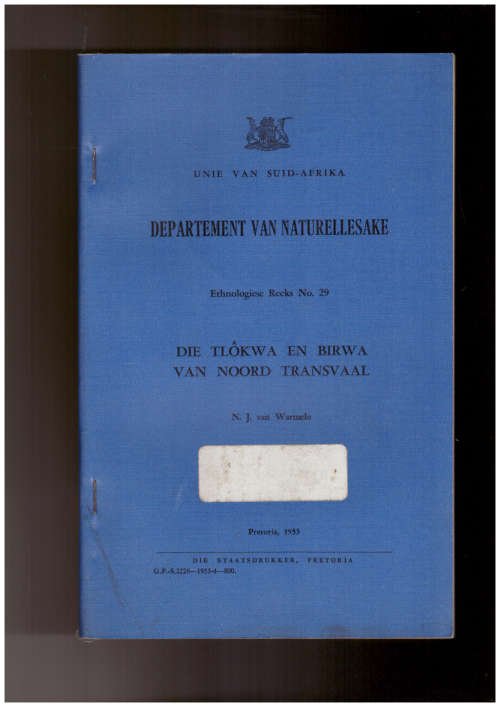 UNIE VAN SUID-AFRIKA
DEPARTEMENT VAN NATURELLESAKE
Ethnologiese Reeks No. 29
DIE TLÔKWA EN BIRWA
VAN NOORD TRANSVAAL
N. J. van Warmelo
Pretoria, 1953
DIE STAATSDRUKKER, PRETORIA
G.P.-S.2226—1953-4—800.